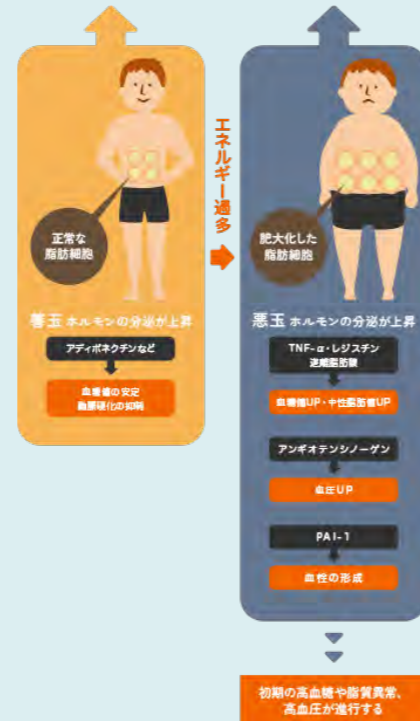 正常な
脂肪細胞
善玉 ホルモンの分泌が上昇
アディポネクチンなど
血糖値の安定
動脈硬化の抑制
エネルギー過多
肥大化した
脂肪細胞
悪玉 ホルモンの分泌が上昇
TNF-α・レジスチン
遊離脂肪酸
血糖値UP・中性脂肪値UP
アンギオテンシノーゲン
血圧UP
PAI-1
血性の形成
初期の高血糖や脂質異常、
高血圧が進行する